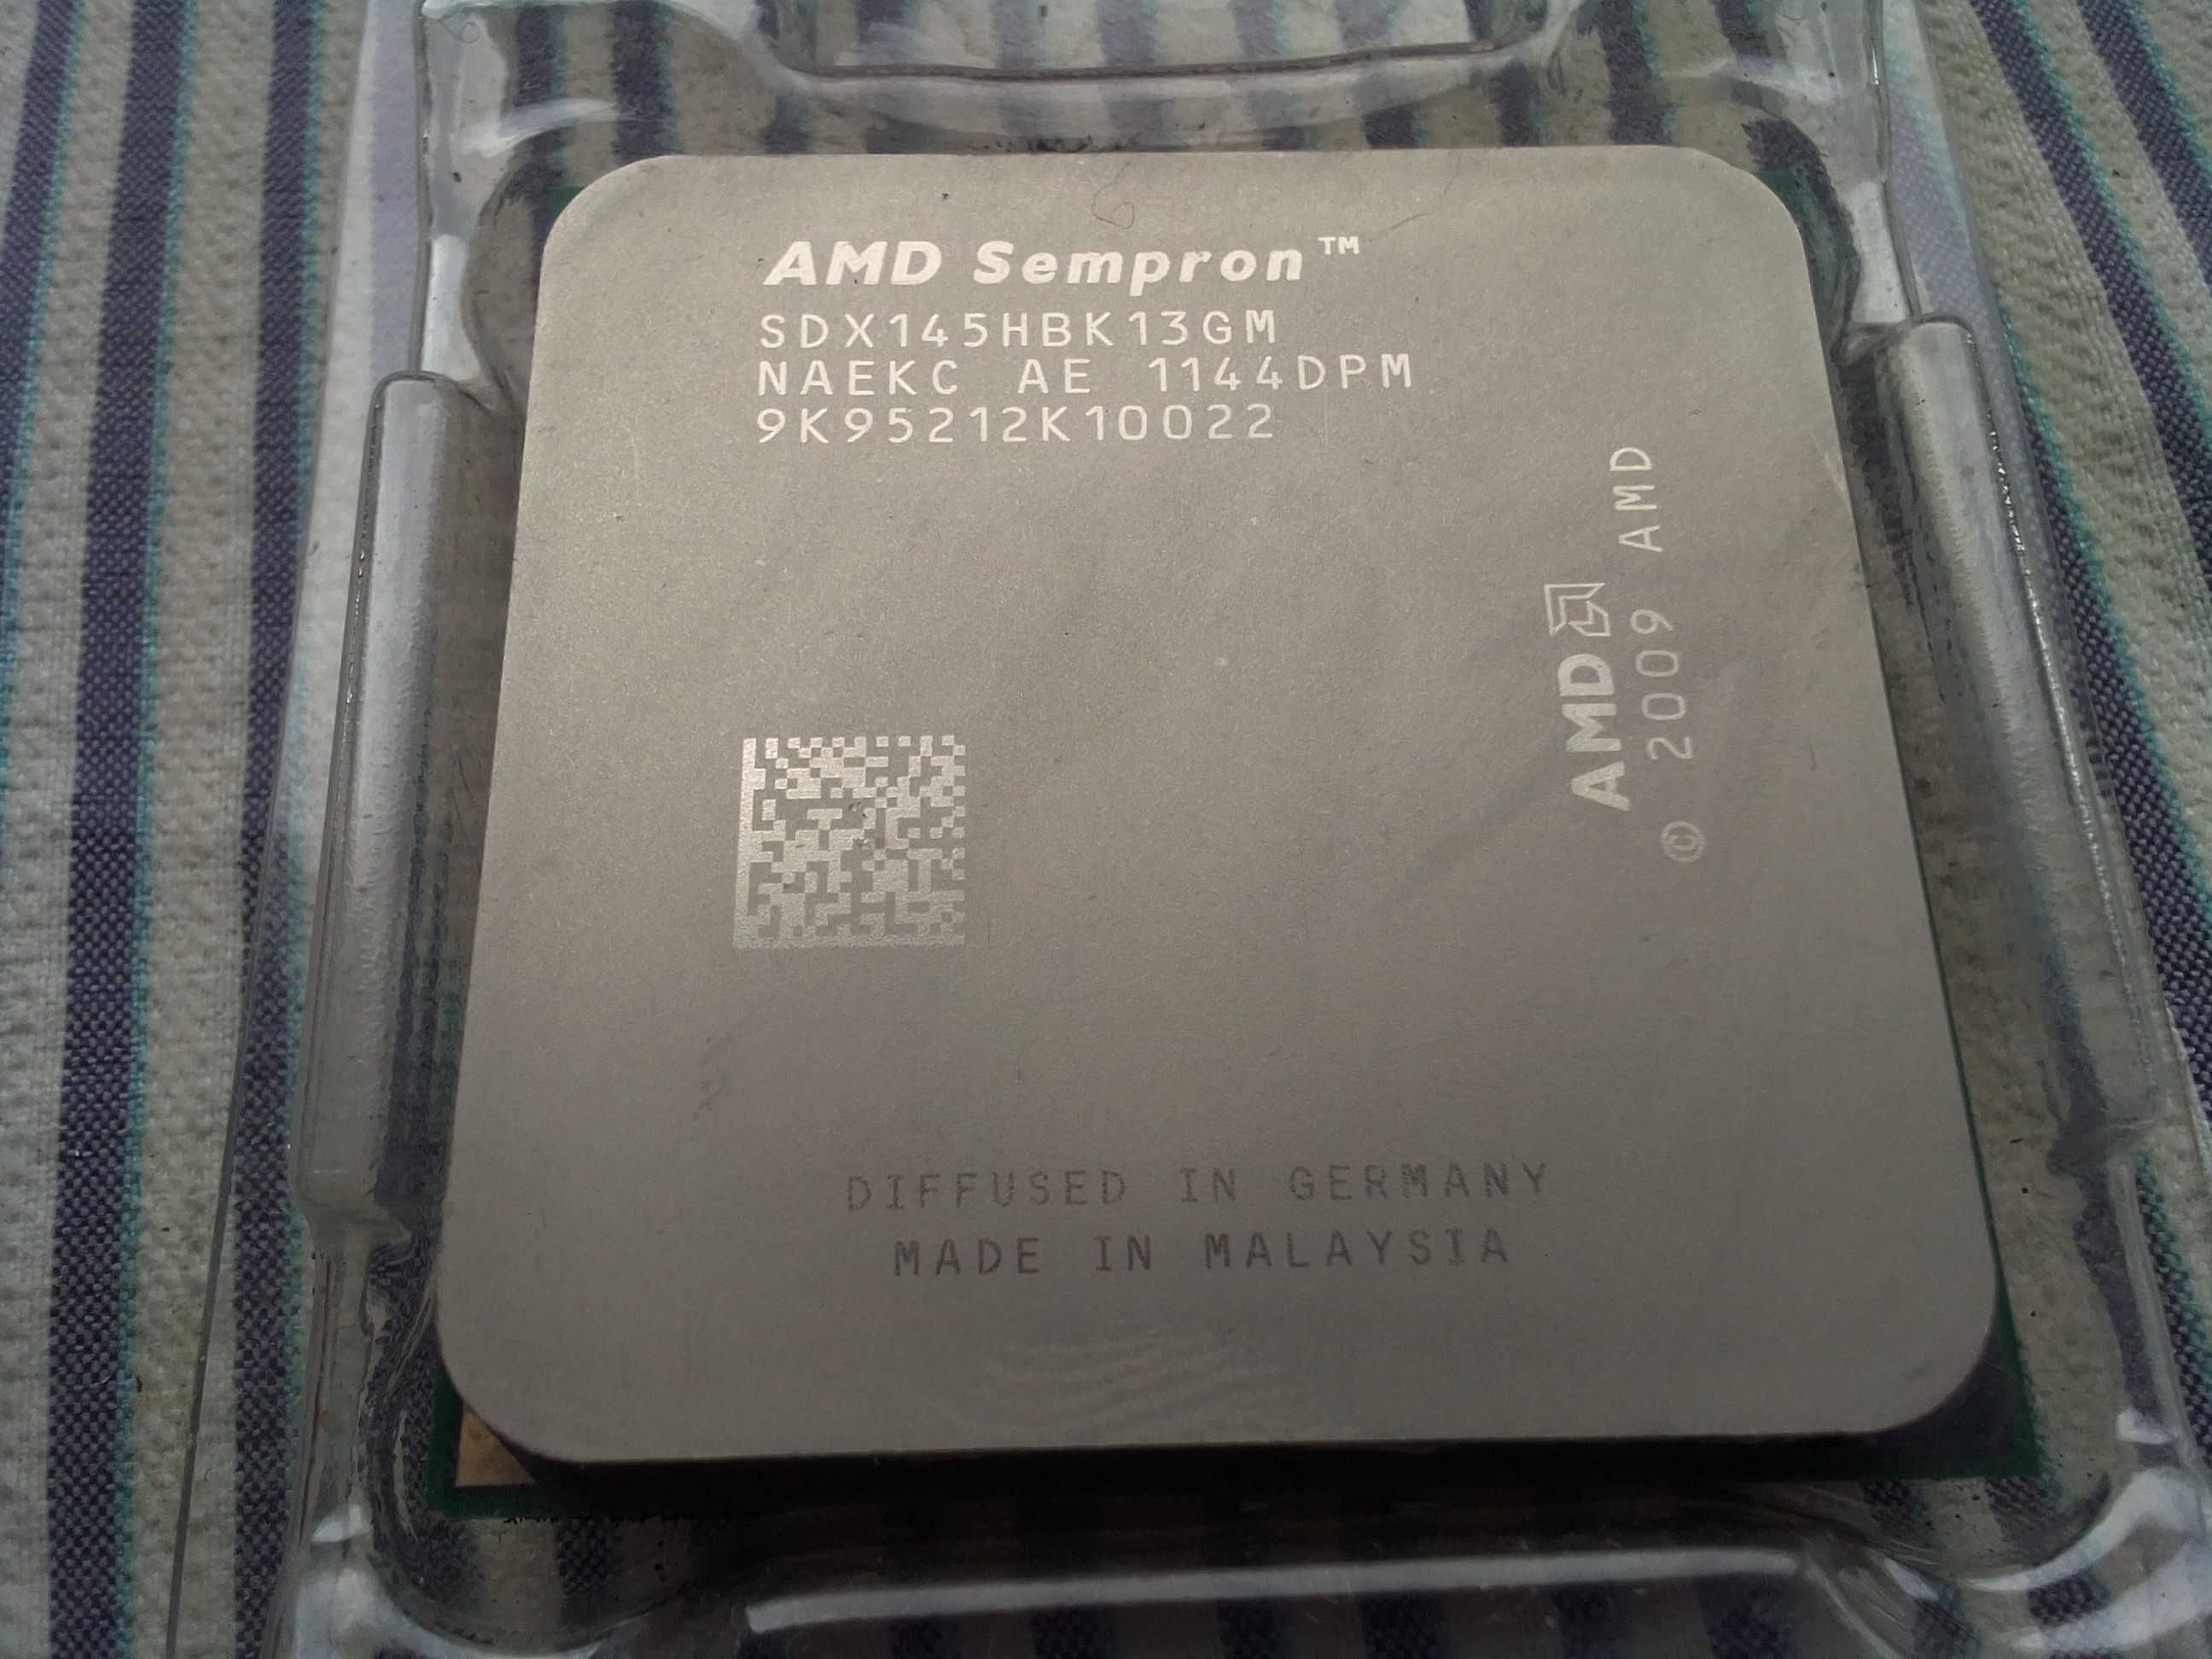 AMD Sempron™
SDX145HBK13GM
NAEKC AE 1144DPM
9K95212K10022
AMD
© 2009 AMD
DIFFUSED IN GERMANY
MADE IN MALAYSIA